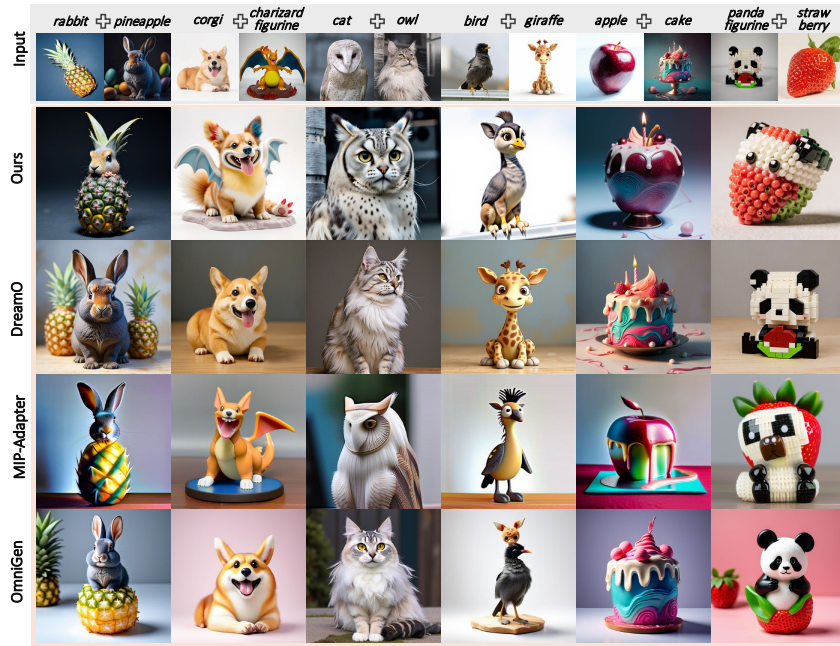 rabbit + pineapple
corgi + charizard figurine
cat + owl
bird + giraffe
apple + cake
panda figurine + straw berry
Input
Ours
DreamO
MIP-Adapter
OmniGen